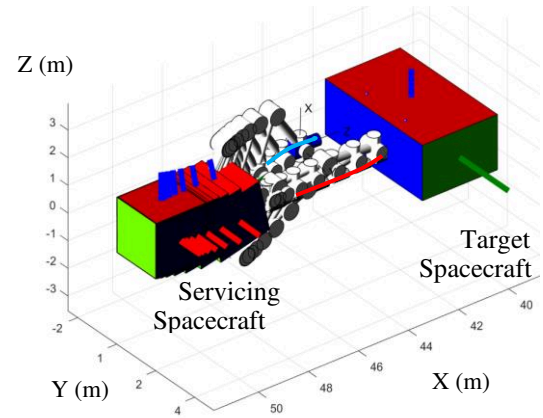 Z (m)
3
2
1
0
-1
-2
-3
X
Z
Target
Spacecraft
Servicing
Spacecraft
-2
1
2
4
Y (m)
50
48
46
44
42
40
X (m)